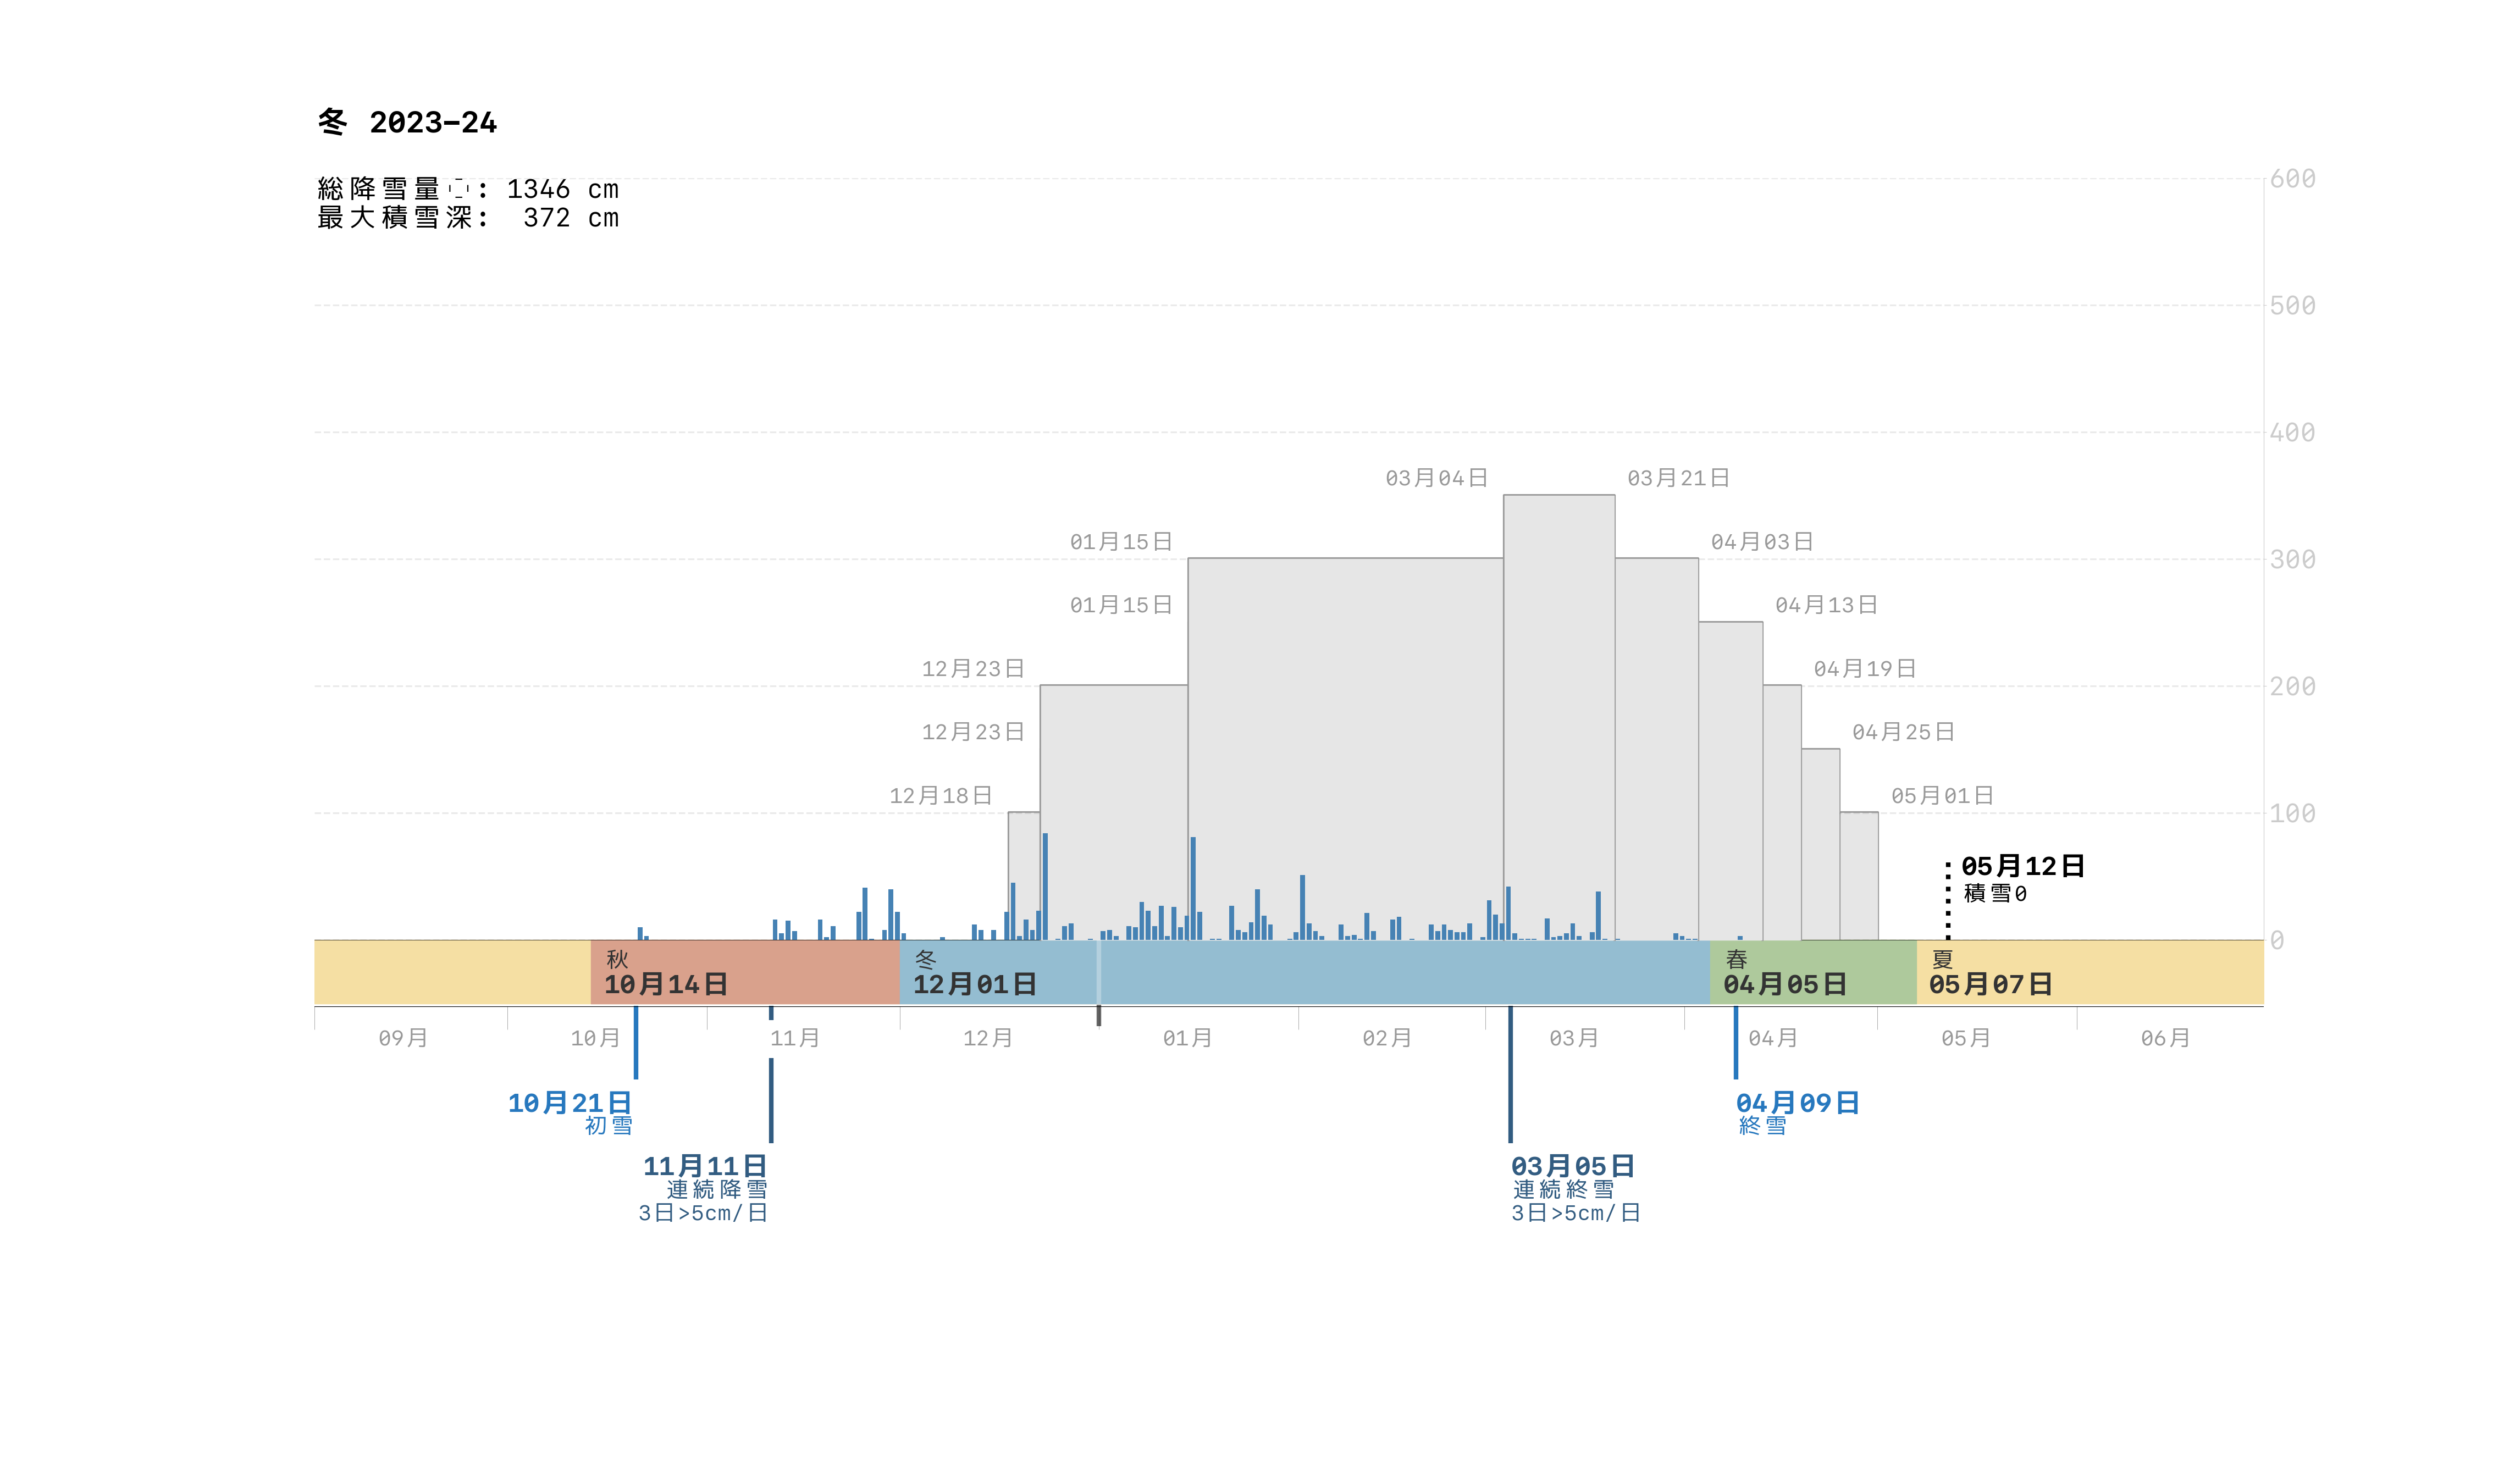 冬 2023−24
総降雪量 : 1346 cm
最大積雪深: 372 cm
600
500
400
03月04日 03月21日
01月15日 04月03日
300
01月15日 04月13日
12月23日 04月19日
200
12月23日 04月25日
12月18日 05月01日
100
05月12日
積雪0
0
秋 冬 春 夏
10月14日 12月01日 04月05日 05月07日
09月 10月 11月 12月 01月 02月 03月 04月 05月 06月
10月21日 04月09日
初雪 終雪
11月11日 03月05日
連続降雪 連続終雪
3日>5cm/日 3日>5cm/日